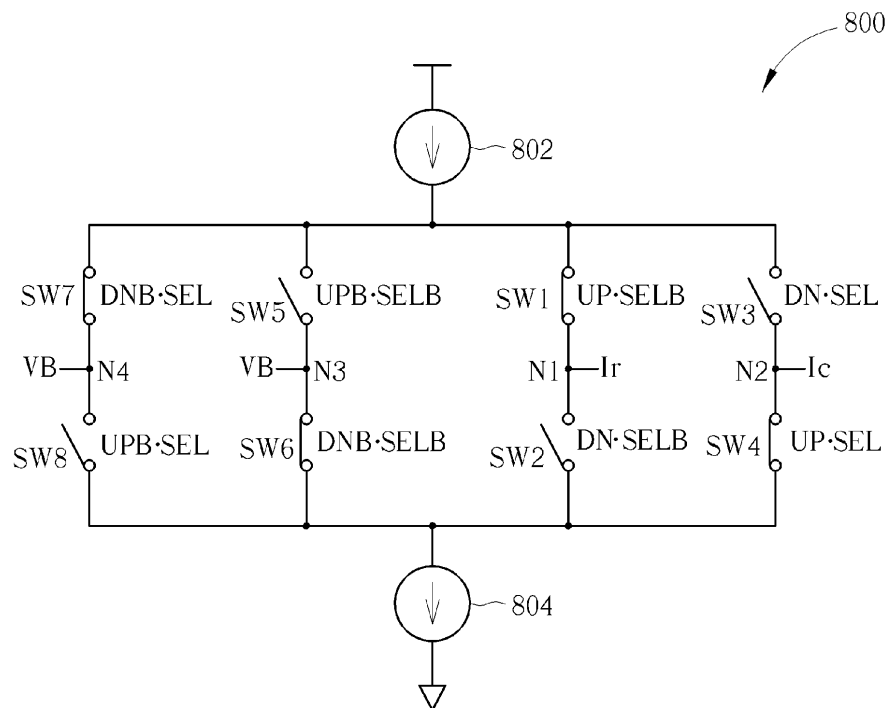 800
802
SW7 DNB·SEL
SW5 UPB·SELB
SW1 UP·SELB
SW3 DN·SEL
VB N4
VB N3
N1 Ir
N2 Ic
SW8 UPB·SEL
SW6 DNB·SELB
SW2 DN·SELB
SW4 UP·SEL
804